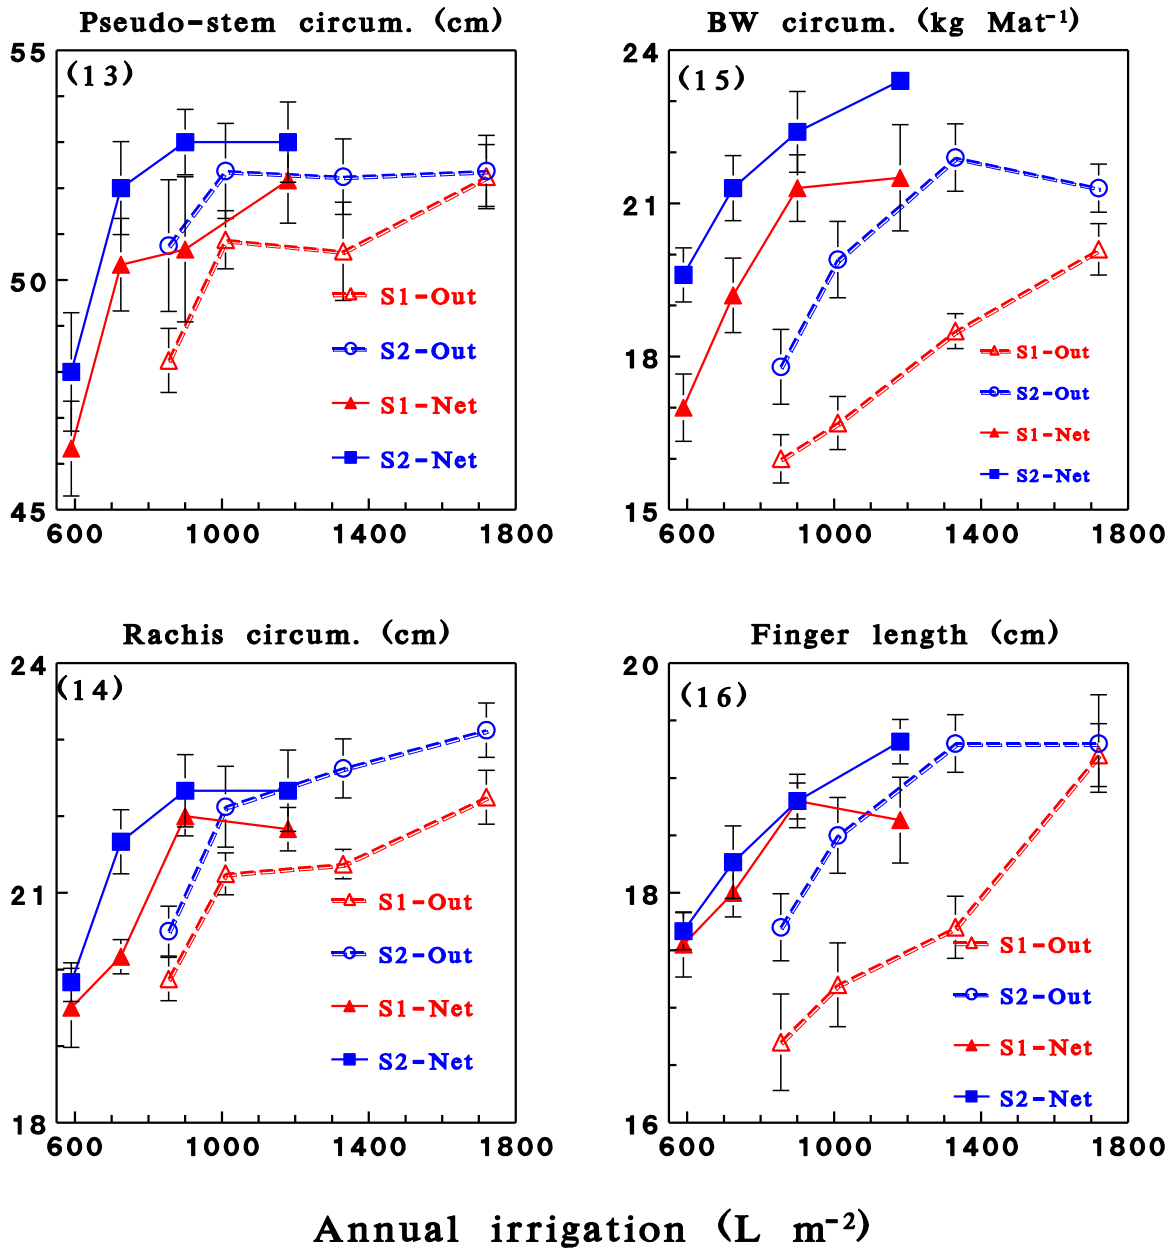 Pseudo-stem circum. (cm)
55
(13)
50
S1-Out
S2-Out
S1-Net
S2-Net
45
600 1000 1400 1800
BW circum. (kg Mat⁻¹)
24
(15)
21
18
S1-Out
S2-Out
S1-Net
S2-Net
15
600 1000 1400 1800
Rachis circum. (cm)
24
(14)
21
S1-Out
S2-Out
S1-Net
S2-Net
18
600 1000 1400 1800
Finger length (cm)
20
(16)
18
S1-Out
S2-Out
S1-Net
S2-Net
16
600 1000 1400 1800
Annual irrigation (L m⁻²)